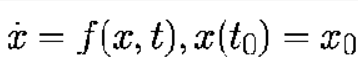 ẋ = f(x, t), x(t₀) = x₀